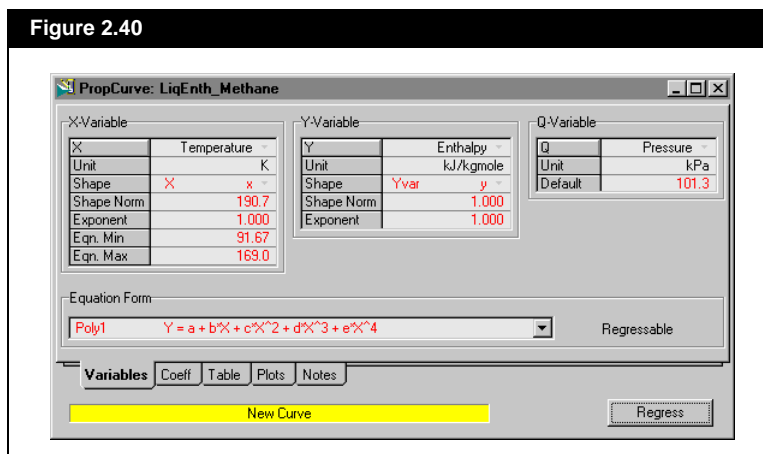 Figure 2.40
PropCurve: LiqEnth_Methane
X-Variable
X Temperature
Unit K
Shape X x
Shape Norm 190.7
Exponent 1.000
Eqn. Min 91.67
Eqn. Max 169.0
Y-Variable
Y Enthalpy
Unit kJ/kgmole
Shape Yvar y
Shape Norm 1.000
Exponent 1.000
Q-Variable
Q Pressure
Unit kPa
Default 101.3
Equation Form
Poly1 Y = a + b*X + c*X^2 + d*X^3 + e*X^4
Regressable
Variables Coeff Table Plots Notes
New Curve
Regress